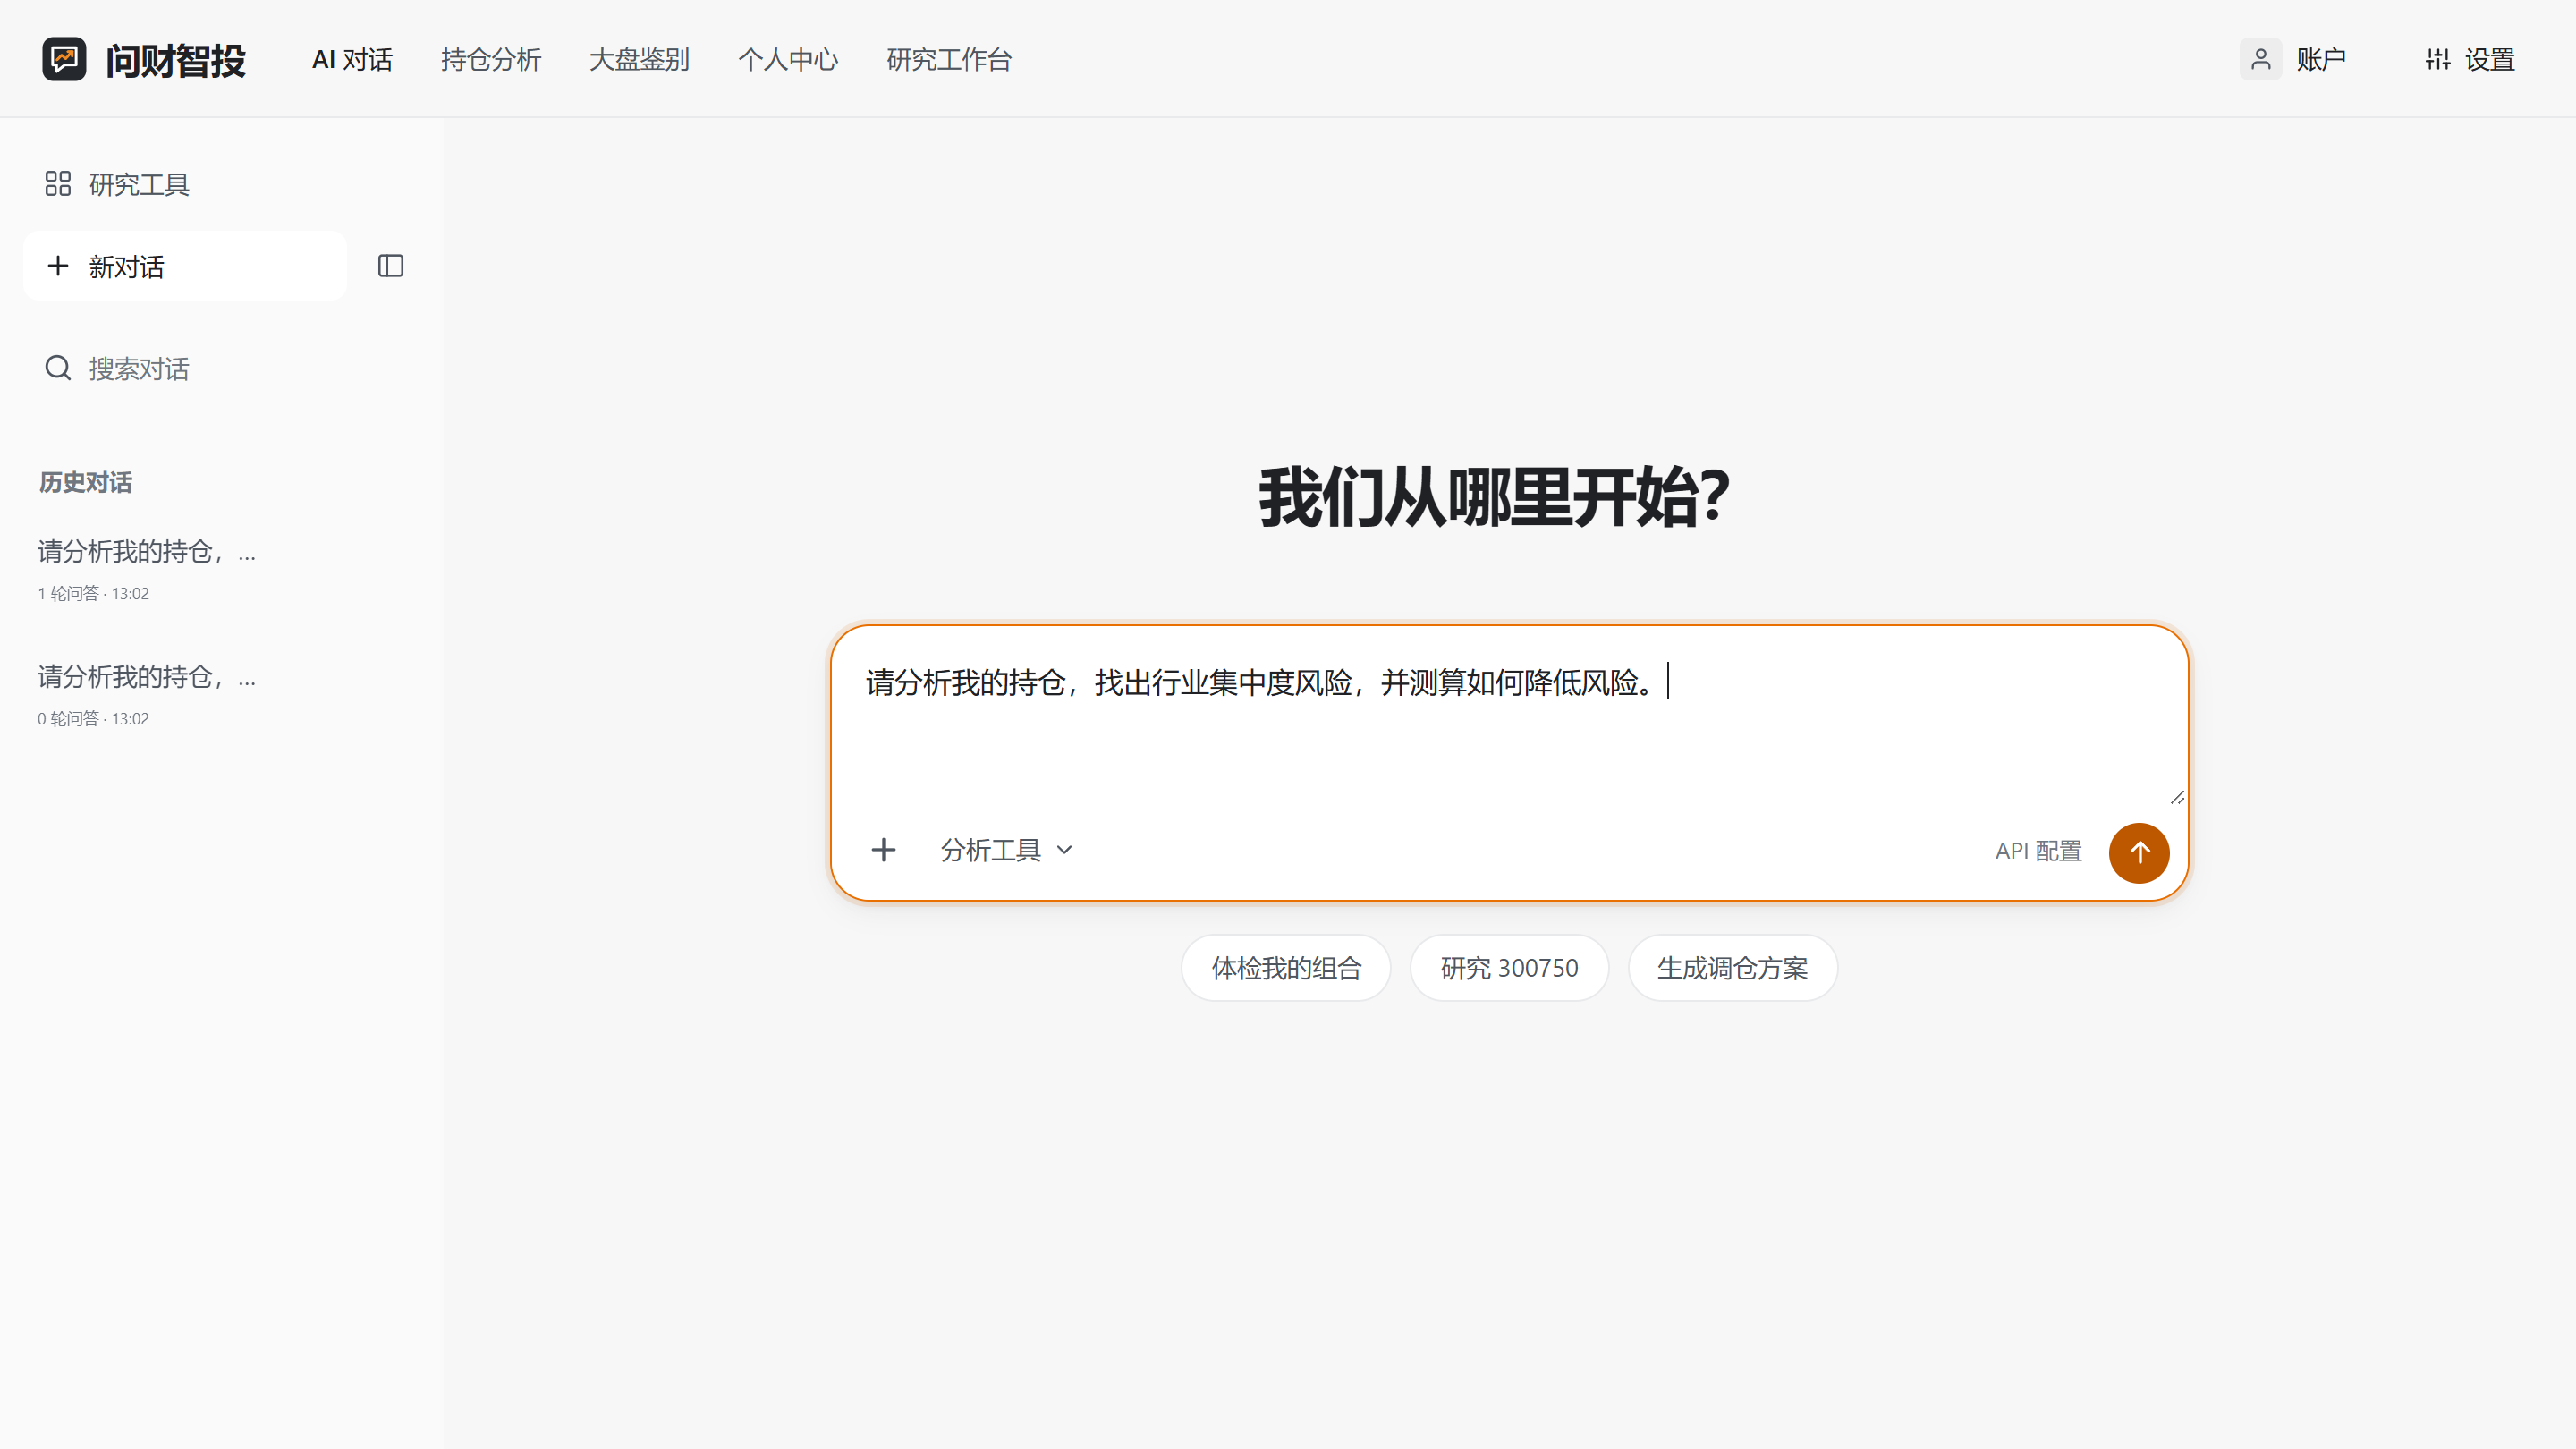 问财智投
AI 对话
持仓分析
大盘鉴别
个人中心
研究工作台
账户
设置
研究工具
新对话
搜索对话
历史对话
请分析我的持仓，...
1 轮问答 · 13:02
请分析我的持仓，...
0 轮问答 · 13:02
我们从哪里开始？
请分析我的持仓，找出行业集中度风险，并测算如何降低风险。
分析工具
API 配置
体检我的组合
研究 300750
生成调仓方案